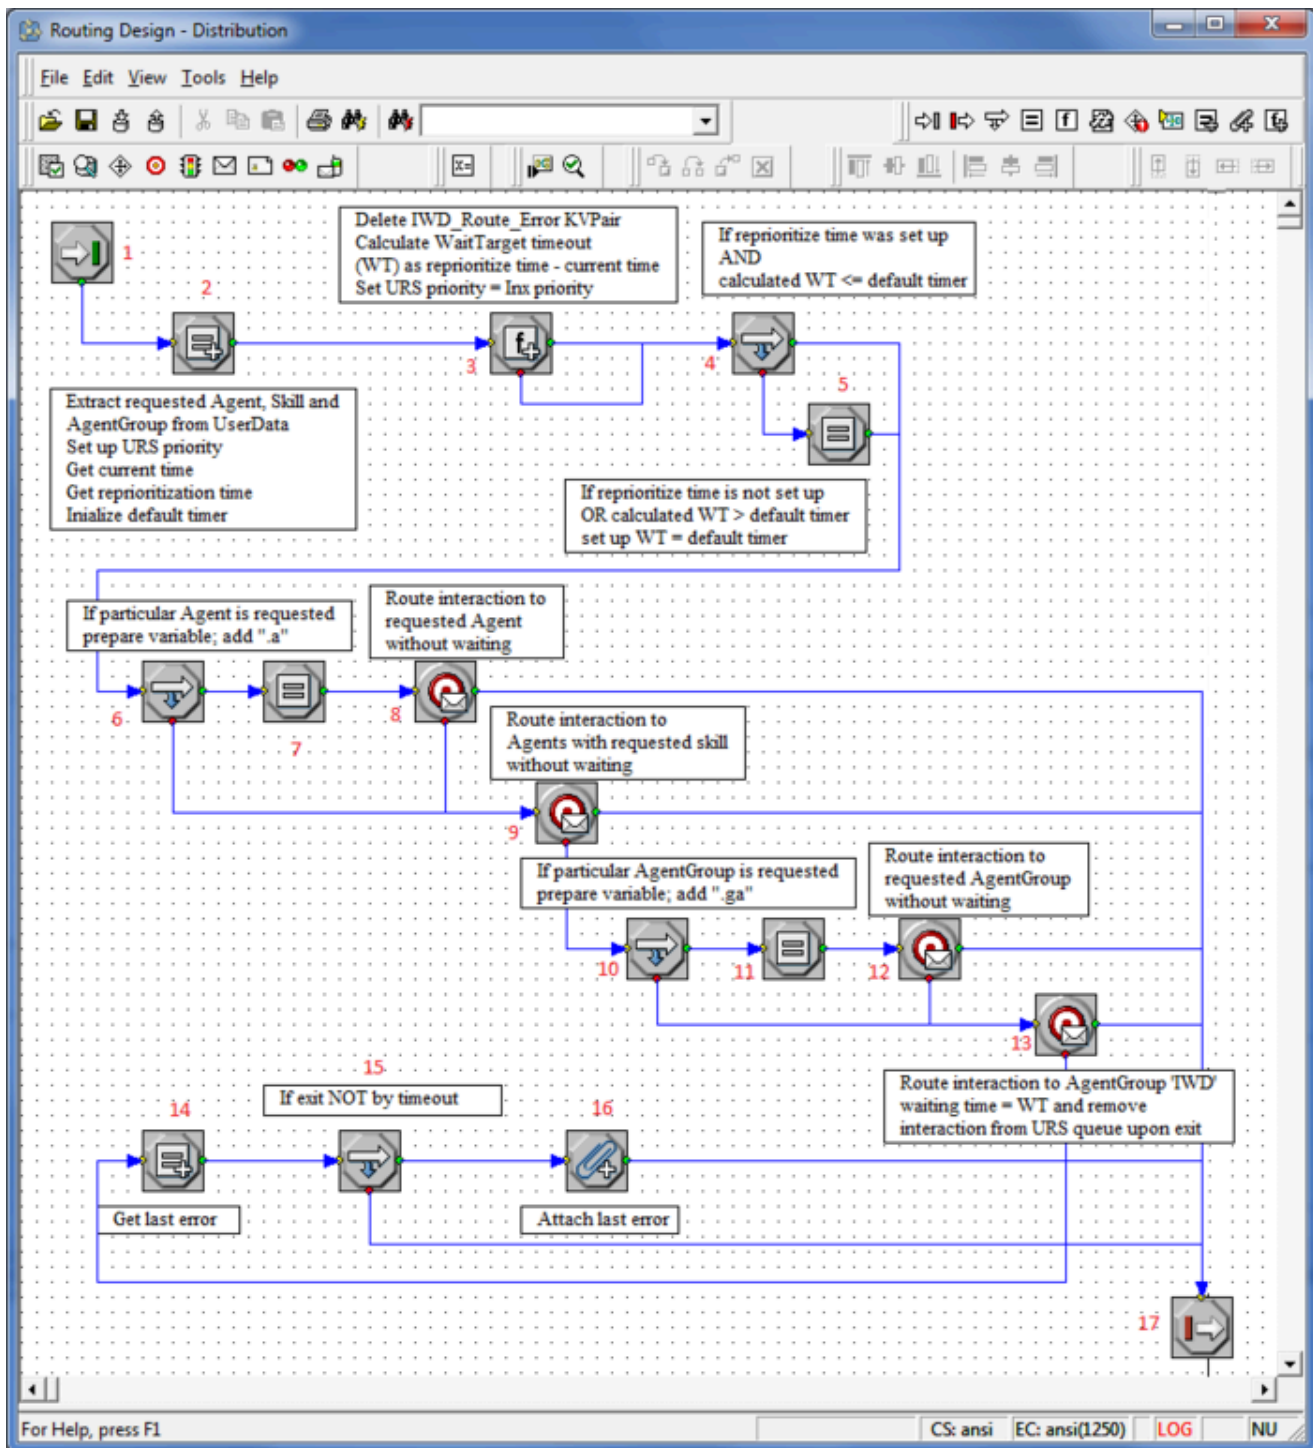 Routing Design - Distribution
File Edit View Tools Help
1
2
Delete IWD_Route_Error KVPair
Calculate WaitTarget timeout
(WT) as reprioritize time - current time
Set URS priority = Inx priority
If reprioritize time was set up
AND
calculated WT <= default timer
3
4
5
Extract requested Agent, Skill and
AgentGroup from UserData
Set up URS priority
Get current time
Get reprioritization time
Inialize default timer
If reprioritize time is not set up
OR calculated WT > default timer
set up WT = default timer
If particular Agent is requested
prepare variable; add ".a"
Route interaction to
requested Agent
without waiting
6
7
8
Route interaction to
Agents with requested skill
without waiting
9
If particular AgentGroup is requested
prepare variable; add ".ga"
Route interaction to
requested AgentGroup
without waiting
10
11
12
13
Route interaction to AgentGroup 'IWD'
waiting time = WT and remove
interaction from URS queue upon exit
14
15
If exit NOT by timeout
16
Get last error
Attach last error
17
For Help, press F1
CS: ansi
EC: ansi(1250)
LOG
NU